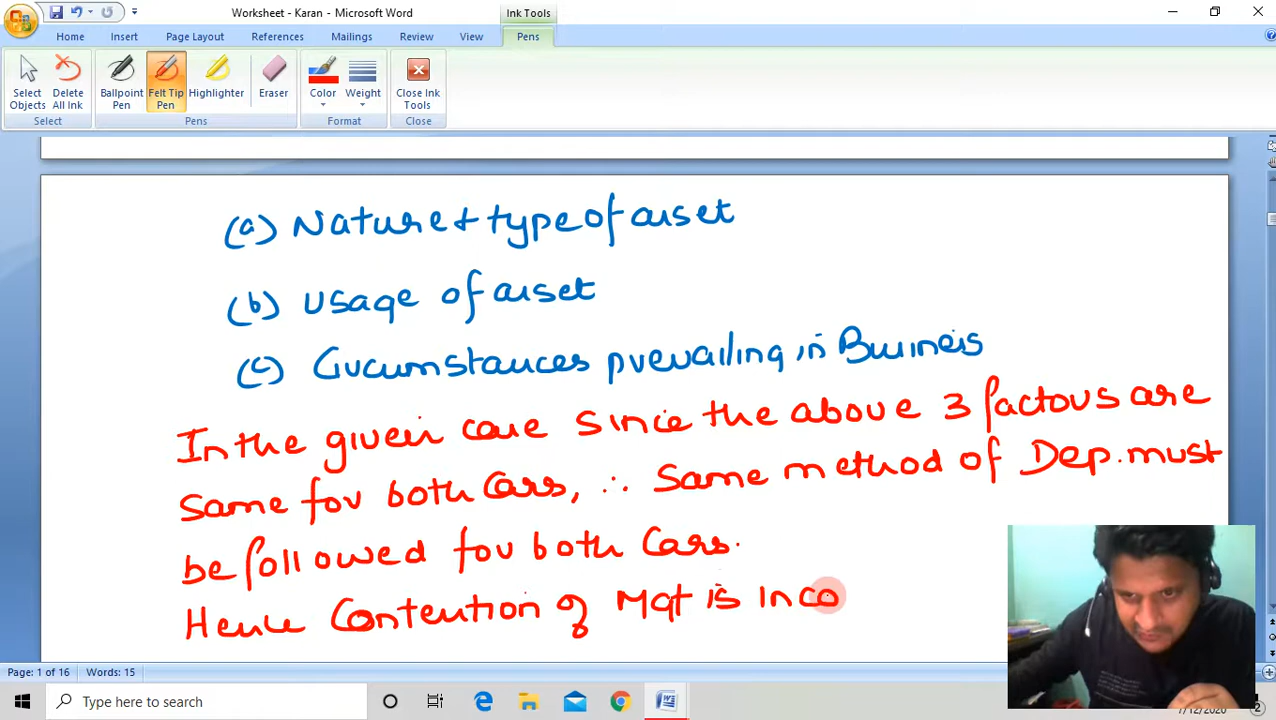 Worksheet - Karan - Microsoft Word
Ink Tools
Home Insert Page Layout References Mailings Review View Pens
Select Objects
Delete All Ink
Ballpoint Pen
Felt Tip Pen
Highlighter
Eraser
Color
Weight
Close Ink Tools
Select Pens Format Close
(a) Nature + type of asset
(b) Usage of asset
(c) Circumstances prevailing in Business
In the given case since the above 3 factors are
Same for both Cars, ∴ Same method of Dep. must
be followed for both Cars.
Hence Contention of Mgt is inco
Page: 1 of 16 Words: 15
Type here to search
7/12/2020 2